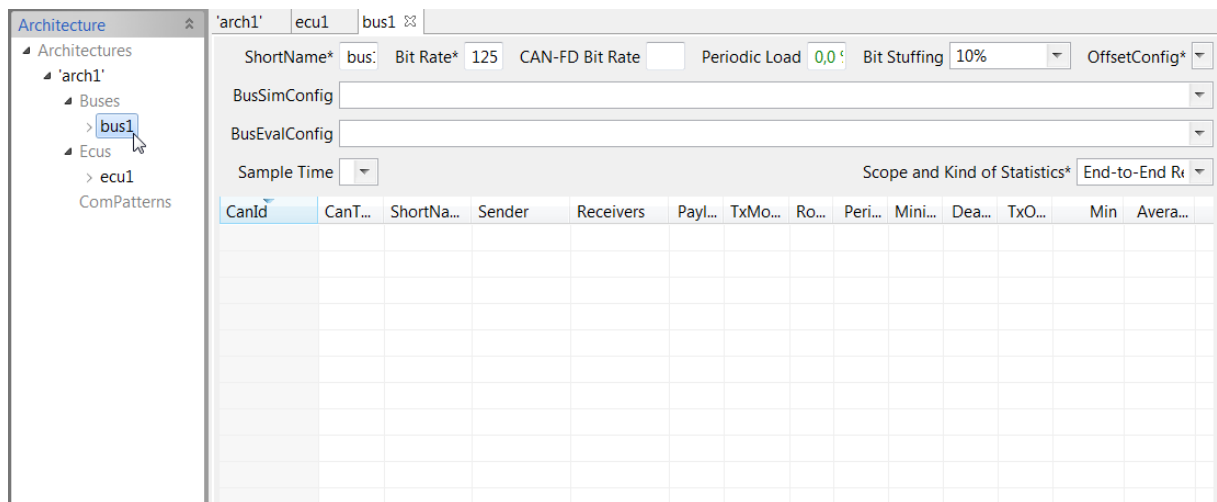 Architecture
Architectures
'arch1'
Buses
bus1
Ecus
ecu1
ComPatterns
'arch1' ecu1 bus1
ShortName* bus: Bit Rate* 125 CAN-FD Bit Rate Periodic Load 0,0 Bit Stuffing 10% OffsetConfig*
BusSimConfig
BusEvalConfig
Sample Time Scope and Kind of Statistics* End-to-End Re
CanId CanT... ShortNa... Sender Receivers Payl... TxMo... Ro... Peri... Mini... Dea... TxO... Min Avera...